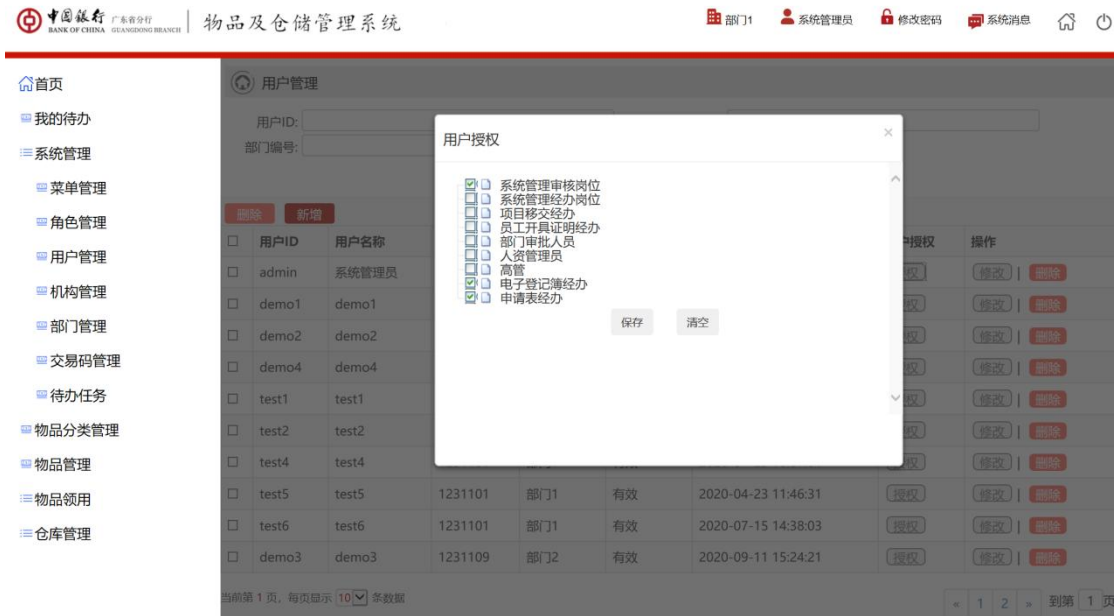 中国银行 广东省分行 物品及仓储管理系统 部门1 系统管理员 修改密码 系统消息
BANK OF CHINA GUANGDONG BRANCH
首页 用户管理
我的待办 用户ID:
系统管理 部门编号: 用户授权 ×
菜单管理 系统管理审核岗位
系统管理经办岗位
角色管理 删除 新增 项目移交经办
员工开具证明经办
用户管理 用户ID 用户名称 部门审批人员 户授权 操作
人资管理员
机构管理 admin 系统管理员 高管 权 修改 | 删除
电子登记簿经办
demo1 demo1 申请表经办 权 修改 | 删除
部门管理 demo2 demo2 保存 清空 权 修改 | 删除
交易码管理 demo4 demo4 权 修改 | 删除
待办任务 test1 test1 权 修改 | 删除
物品分类管理 test2 test2 权 修改 | 删除
物品管理 test4 test4 权 修改 | 删除
物品领用 test5 test5 1231101 部门1 有效 2020-04-23 11:46:31 授权 修改 | 删除
仓库管理 test6 test6 1231101 部门1 有效 2020-07-15 14:38:03 授权 修改 | 删除
demo3 demo3 1231109 部门2 有效 2020-09-11 15:24:21 授权 修改 | 删除
当前第 1 页, 每页显示 10 条数据 « 1 2 » 到第 1 页